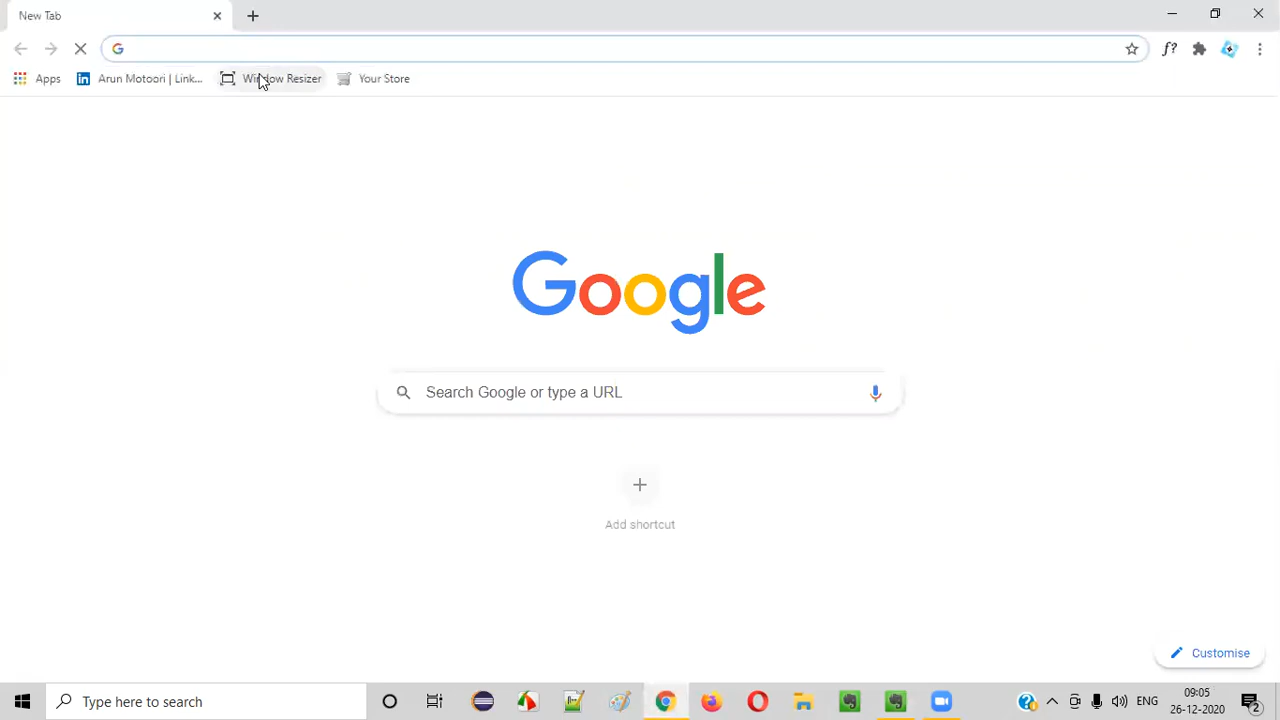 New Tab
Apps
Arun Motoori | Link...
Window Resizer
Your Store
Google
Search Google or type a URL
Add shortcut
Customise
Type here to search
ENG
09:05
26-12-2020
2